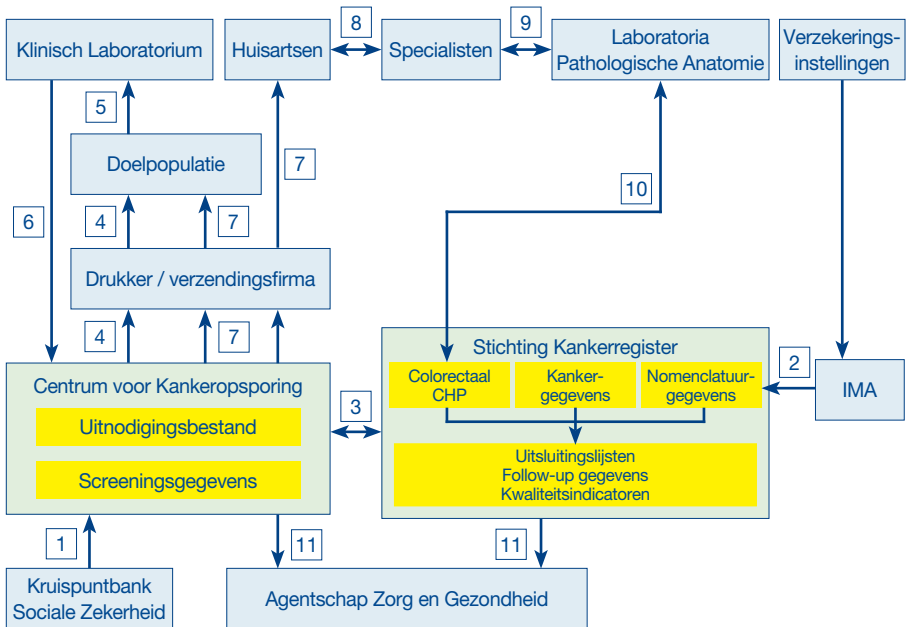 8
9
Klinisch Laboratorium
Huisartsen
Specialisten
Laboratoria
Pathologische Anatomie
Verzekerings-
instellingen
5
Doelpopulatie
7
10
6
4
7
Drukker / verzendingsfirma
4
7
Centrum voor Kankeropsporing
Uitnodigingsbestand
Screeningsgegevens
3
Stichting Kankerregister
Colorectaal
CHP
Kanker-
gegevens
Nomenclatuur-
gegevens
2
IMA
Uitsluitingslijsten
Follow-up gegevens
Kwaliteitsindicatoren
1
11
11
Kruispuntbank
Sociale Zekerheid
Agentschap Zorg en Gezondheid